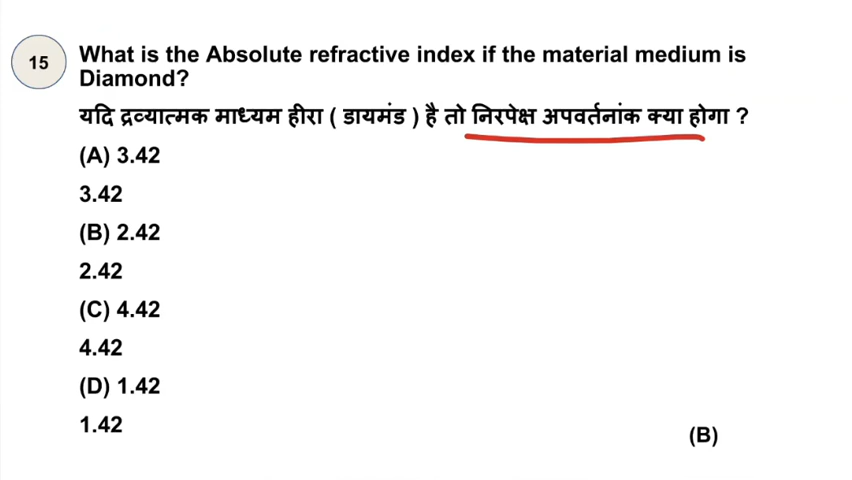 15
What is the Absolute refractive index if the material medium is
Diamond?
यदि द्रव्यात्मक माध्यम हीरा ( डायमंड ) है तो निरपेक्ष अपवर्तनांक क्या होगा ?
(A) 3.42
3.42
(B) 2.42
2.42
(C) 4.42
4.42
(D) 1.42
1.42
(B)